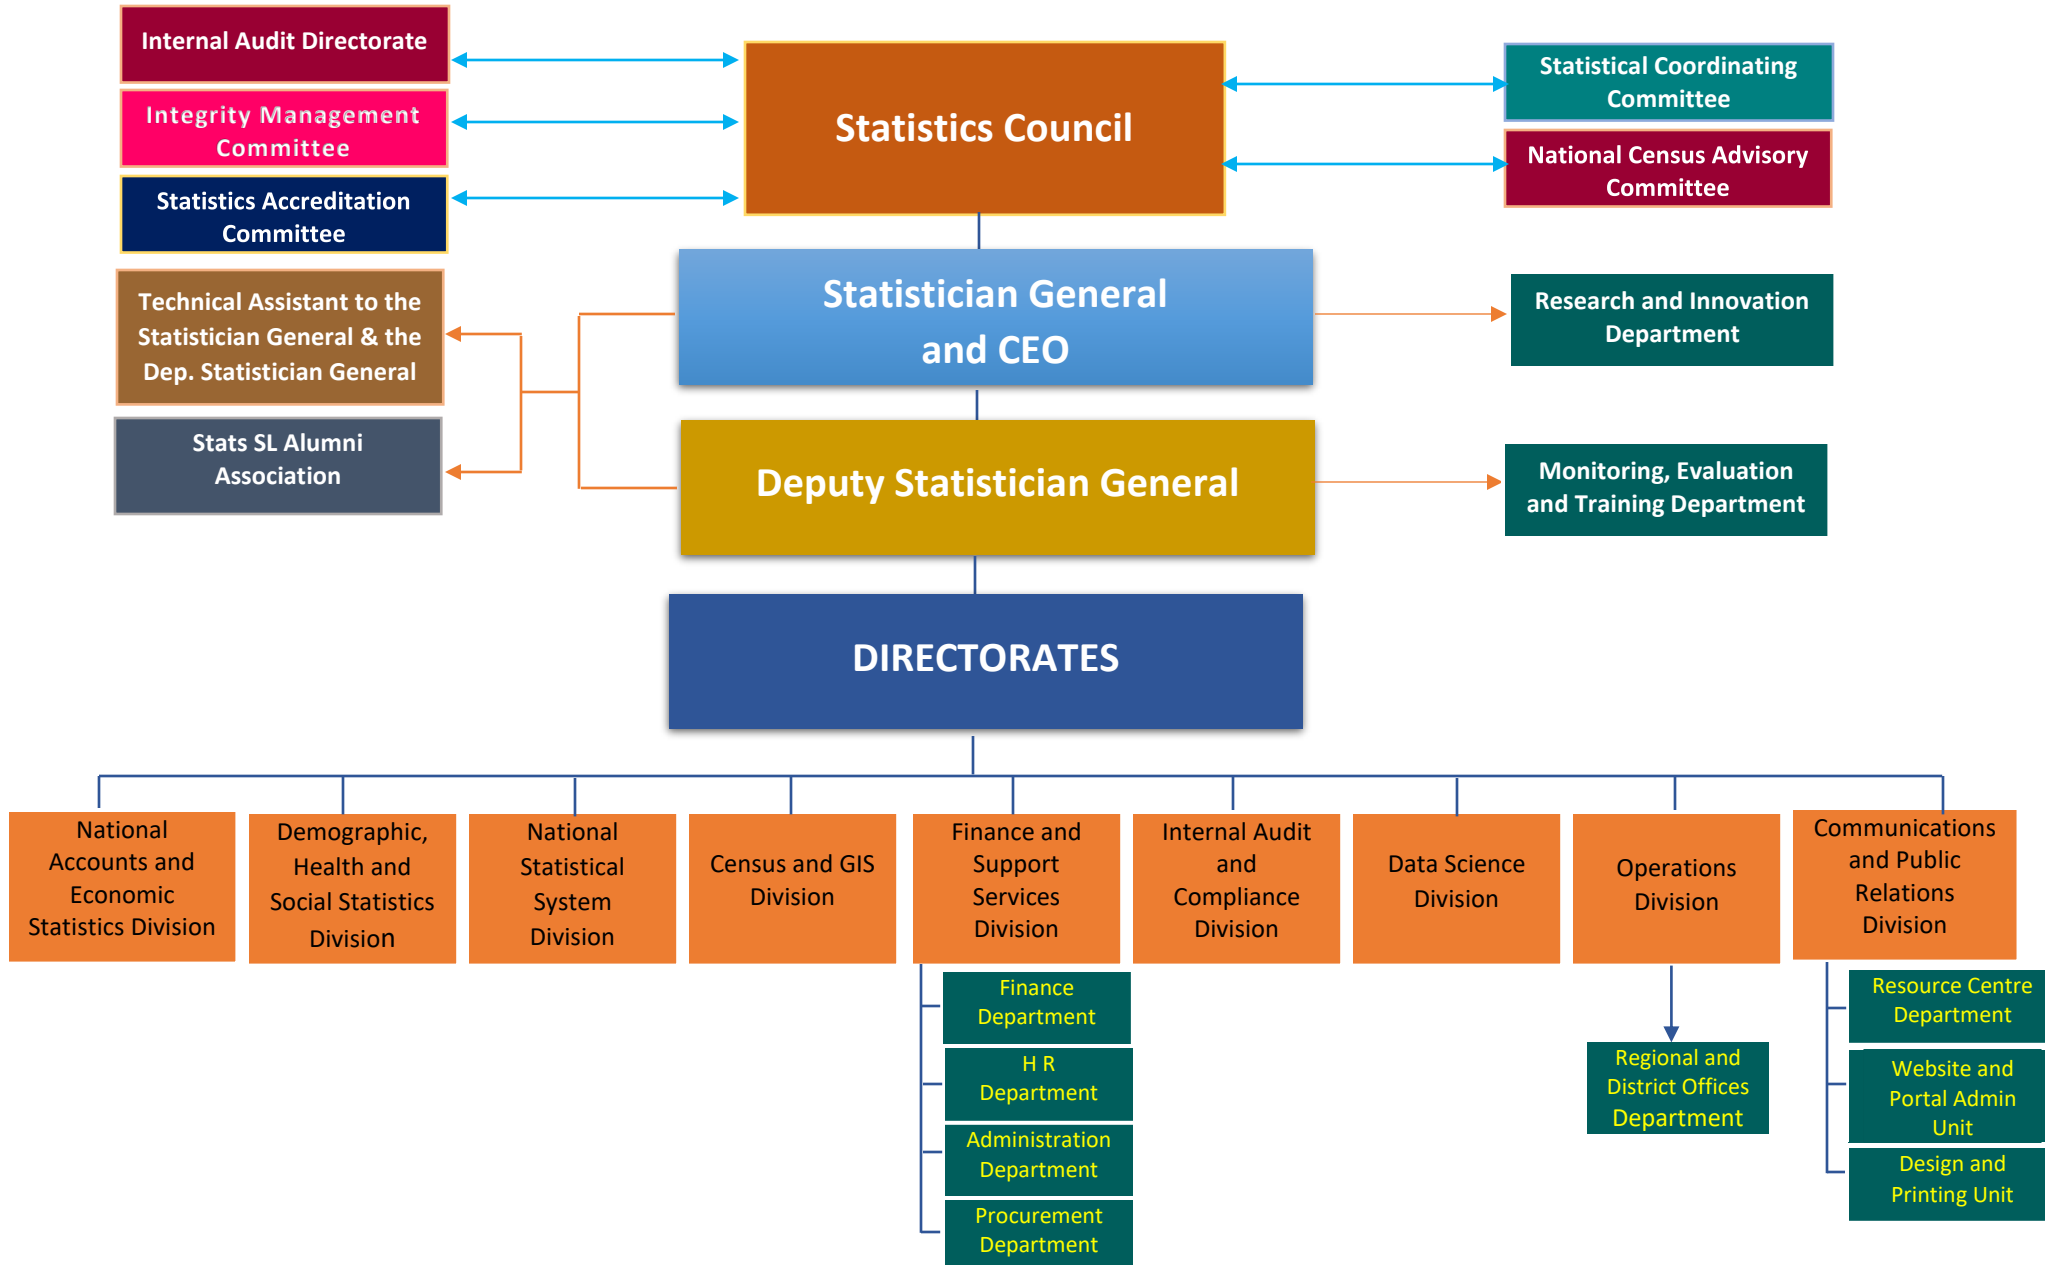 Internal Audit Directorate
Integrity Management
Committee
Statistics Accreditation
Committee
Statistics Council
Statistical Coordinating
Committee
National Census Advisory
Committee
Technical Assistant to the
Statistician General & the
Dep. Statistician General
Stats SL Alumni
Association
Statistician General
and CEO
Research and Innovation
Department
Deputy Statistician General
Monitoring, Evaluation
and Training Department
DIRECTORATES
National
Accounts and
Economic
Statistics Division
Demographic,
Health and
Social Statistics
Division
National
Statistical
System
Division
Census and GIS
Division
Finance and
Support
Services
Division
Internal Audit
and
Compliance
Division
Data Science
Division
Operations
Division
Communications
and Public
Relations
Division
Finance
Department
H R
Department
Administration
Department
Procurement
Department
Regional and
District Offices
Department
Resource Centre
Department
Website and
Portal Admin
Unit
Design and
Printing Unit